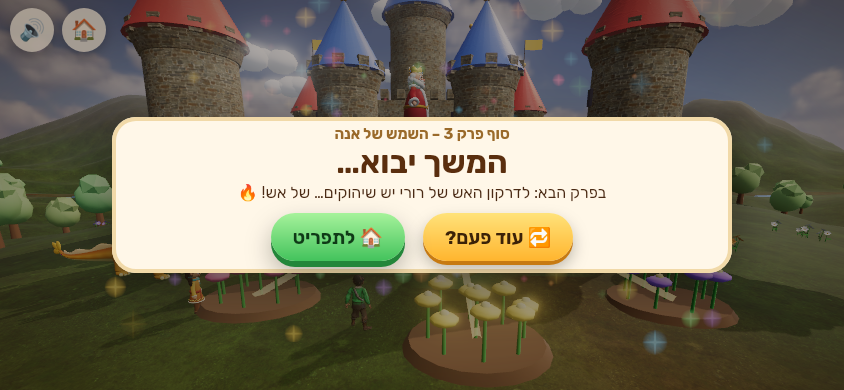 סוף פרק 3 – השמש של אנה
המשך יבוא...
בפרק הבא: לדרקון האש של רורי יש שיהוקים... של אש! 🔥
🔁 עוד פעם?
🏠 לתפריט